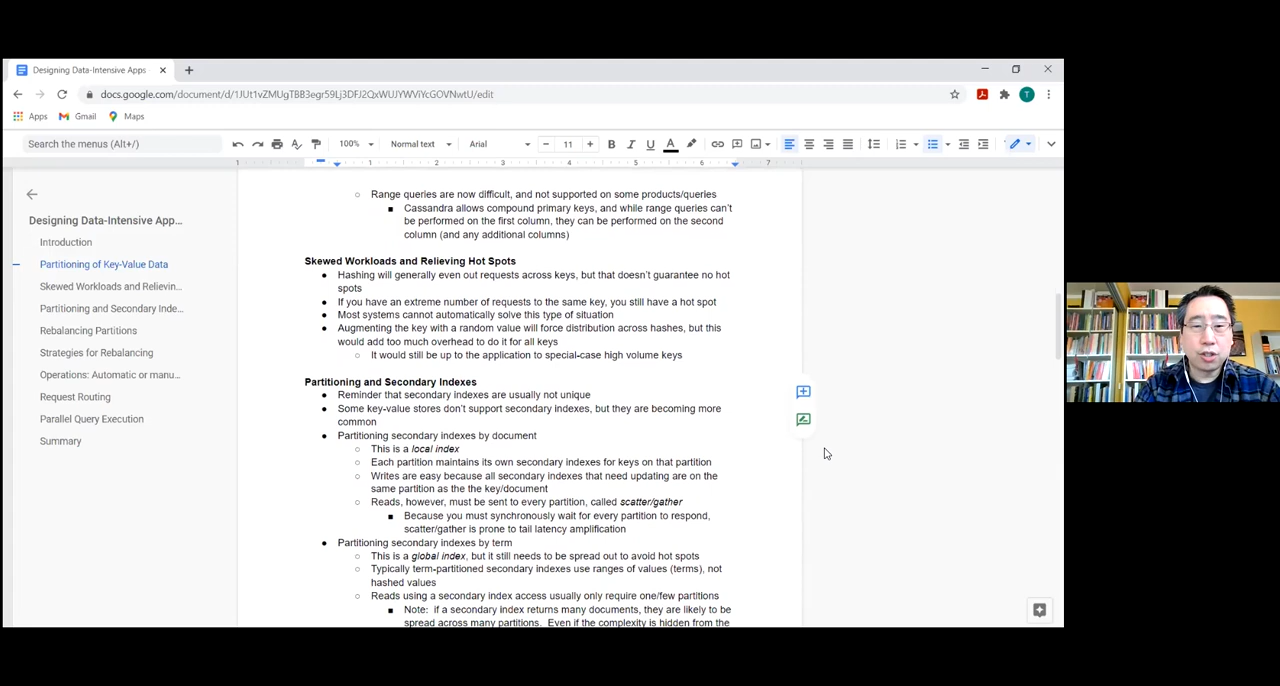 Designing Data-Intensive Apps
docs.google.com/document/d/1JUt1vZMUgTBB3egr59Lj3DFJ2QxWUJYWViYcGOVNwtU/edit
Apps Gmail Maps
Search the menus (Alt+/) 100% Normal text Arial 11
1 1 2 3 4 5 6 7
Designing Data-Intensive App...
Introduction
Partitioning of Key-Value Data
Skewed Workloads and Relievin...
Partitioning and Secondary Inde...
Rebalancing Partitions
Strategies for Rebalancing
Operations: Automatic or manu...
Request Routing
Parallel Query Execution
Summary
Range queries are now difficult, and not supported on some products/queries
Cassandra allows compound primary keys, and while range queries can't
be performed on the first column, they can be performed on the second
column (and any additional columns)
Skewed Workloads and Relieving Hot Spots
Hashing will generally even out requests across keys, but that doesn't guarantee no hot
spots
If you have an extreme number of requests to the same key, you still have a hot spot
Most systems cannot automatically solve this type of situation
Augmenting the key with a random value will force distribution across hashes, but this
would add too much overhead to do it for all keys
It would still be up to the application to special-case high volume keys
Partitioning and Secondary Indexes
Reminder that secondary indexes are usually not unique
Some key-value stores don't support secondary indexes, but they are becoming more
common
Partitioning secondary indexes by document
This is a local index
Each partition maintains its own secondary indexes for keys on that partition
Writes are easy because all secondary indexes that need updating are on the
same partition as the the key/document
Reads, however, must be sent to every partition, called scatter/gather
Because you must synchronously wait for every partition to respond,
scatter/gather is prone to tail latency amplification
Partitioning secondary indexes by term
This is a global index, but it still needs to be spread out to avoid hot spots
Typically term-partitioned secondary indexes use ranges of values (terms), not
hashed values
Reads using a secondary index access usually only require one/few partitions
Note: if a secondary index returns many documents, they are likely to be
spread across many partitions. Even if the complexity is hidden from the